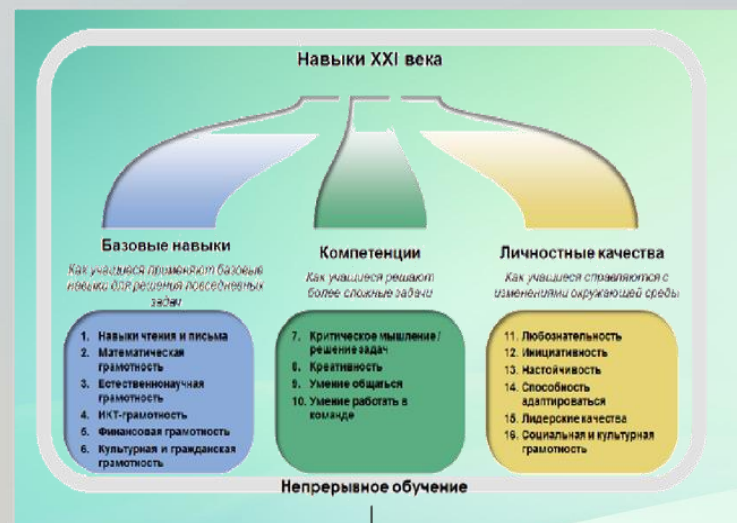 Навыки XXI века
Базовые навыки
Как учащиеся применяют базовые
навыки для решения повседневных
задач
1. Навыки чтения и письма
2. Математическая
грамотность
3. Естественнонаучная
грамотность
4. ИКТ-грамотность
5. Финансовая грамотность
6. Культурная и гражданская
грамотность
Компетенции
Как учащиеся решают
более сложные задачи
7. Критическое мышление /
решение задач
8. Креативность
9. Умение общаться
10. Умение работать в
команде
Личностные качества
Как учащиеся справляются с
изменениями окружающей среды
11. Любознательность
12. Инициативность
13. Настойчивость
14. Способность
адаптироваться
15. Лидерские качества
16. Социальная и культурная
грамотность
Непрерывное обучение